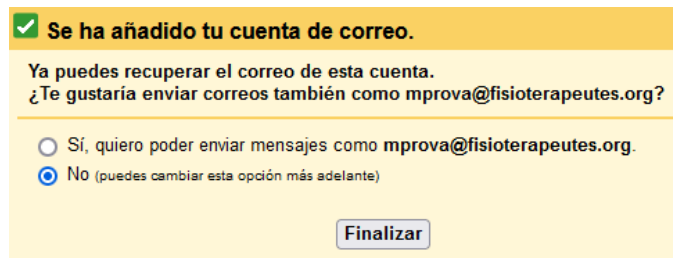 Se ha añadido tu cuenta de correo.
Ya puedes recuperar el correo de esta cuenta.
¿Te gustaría enviar correos también como mprova@fisioterapeutes.org?
Sí, quiero poder enviar mensajes como mprova@fisioterapeutes.org.
No (puedes cambiar esta opción más adelante)
Finalizar